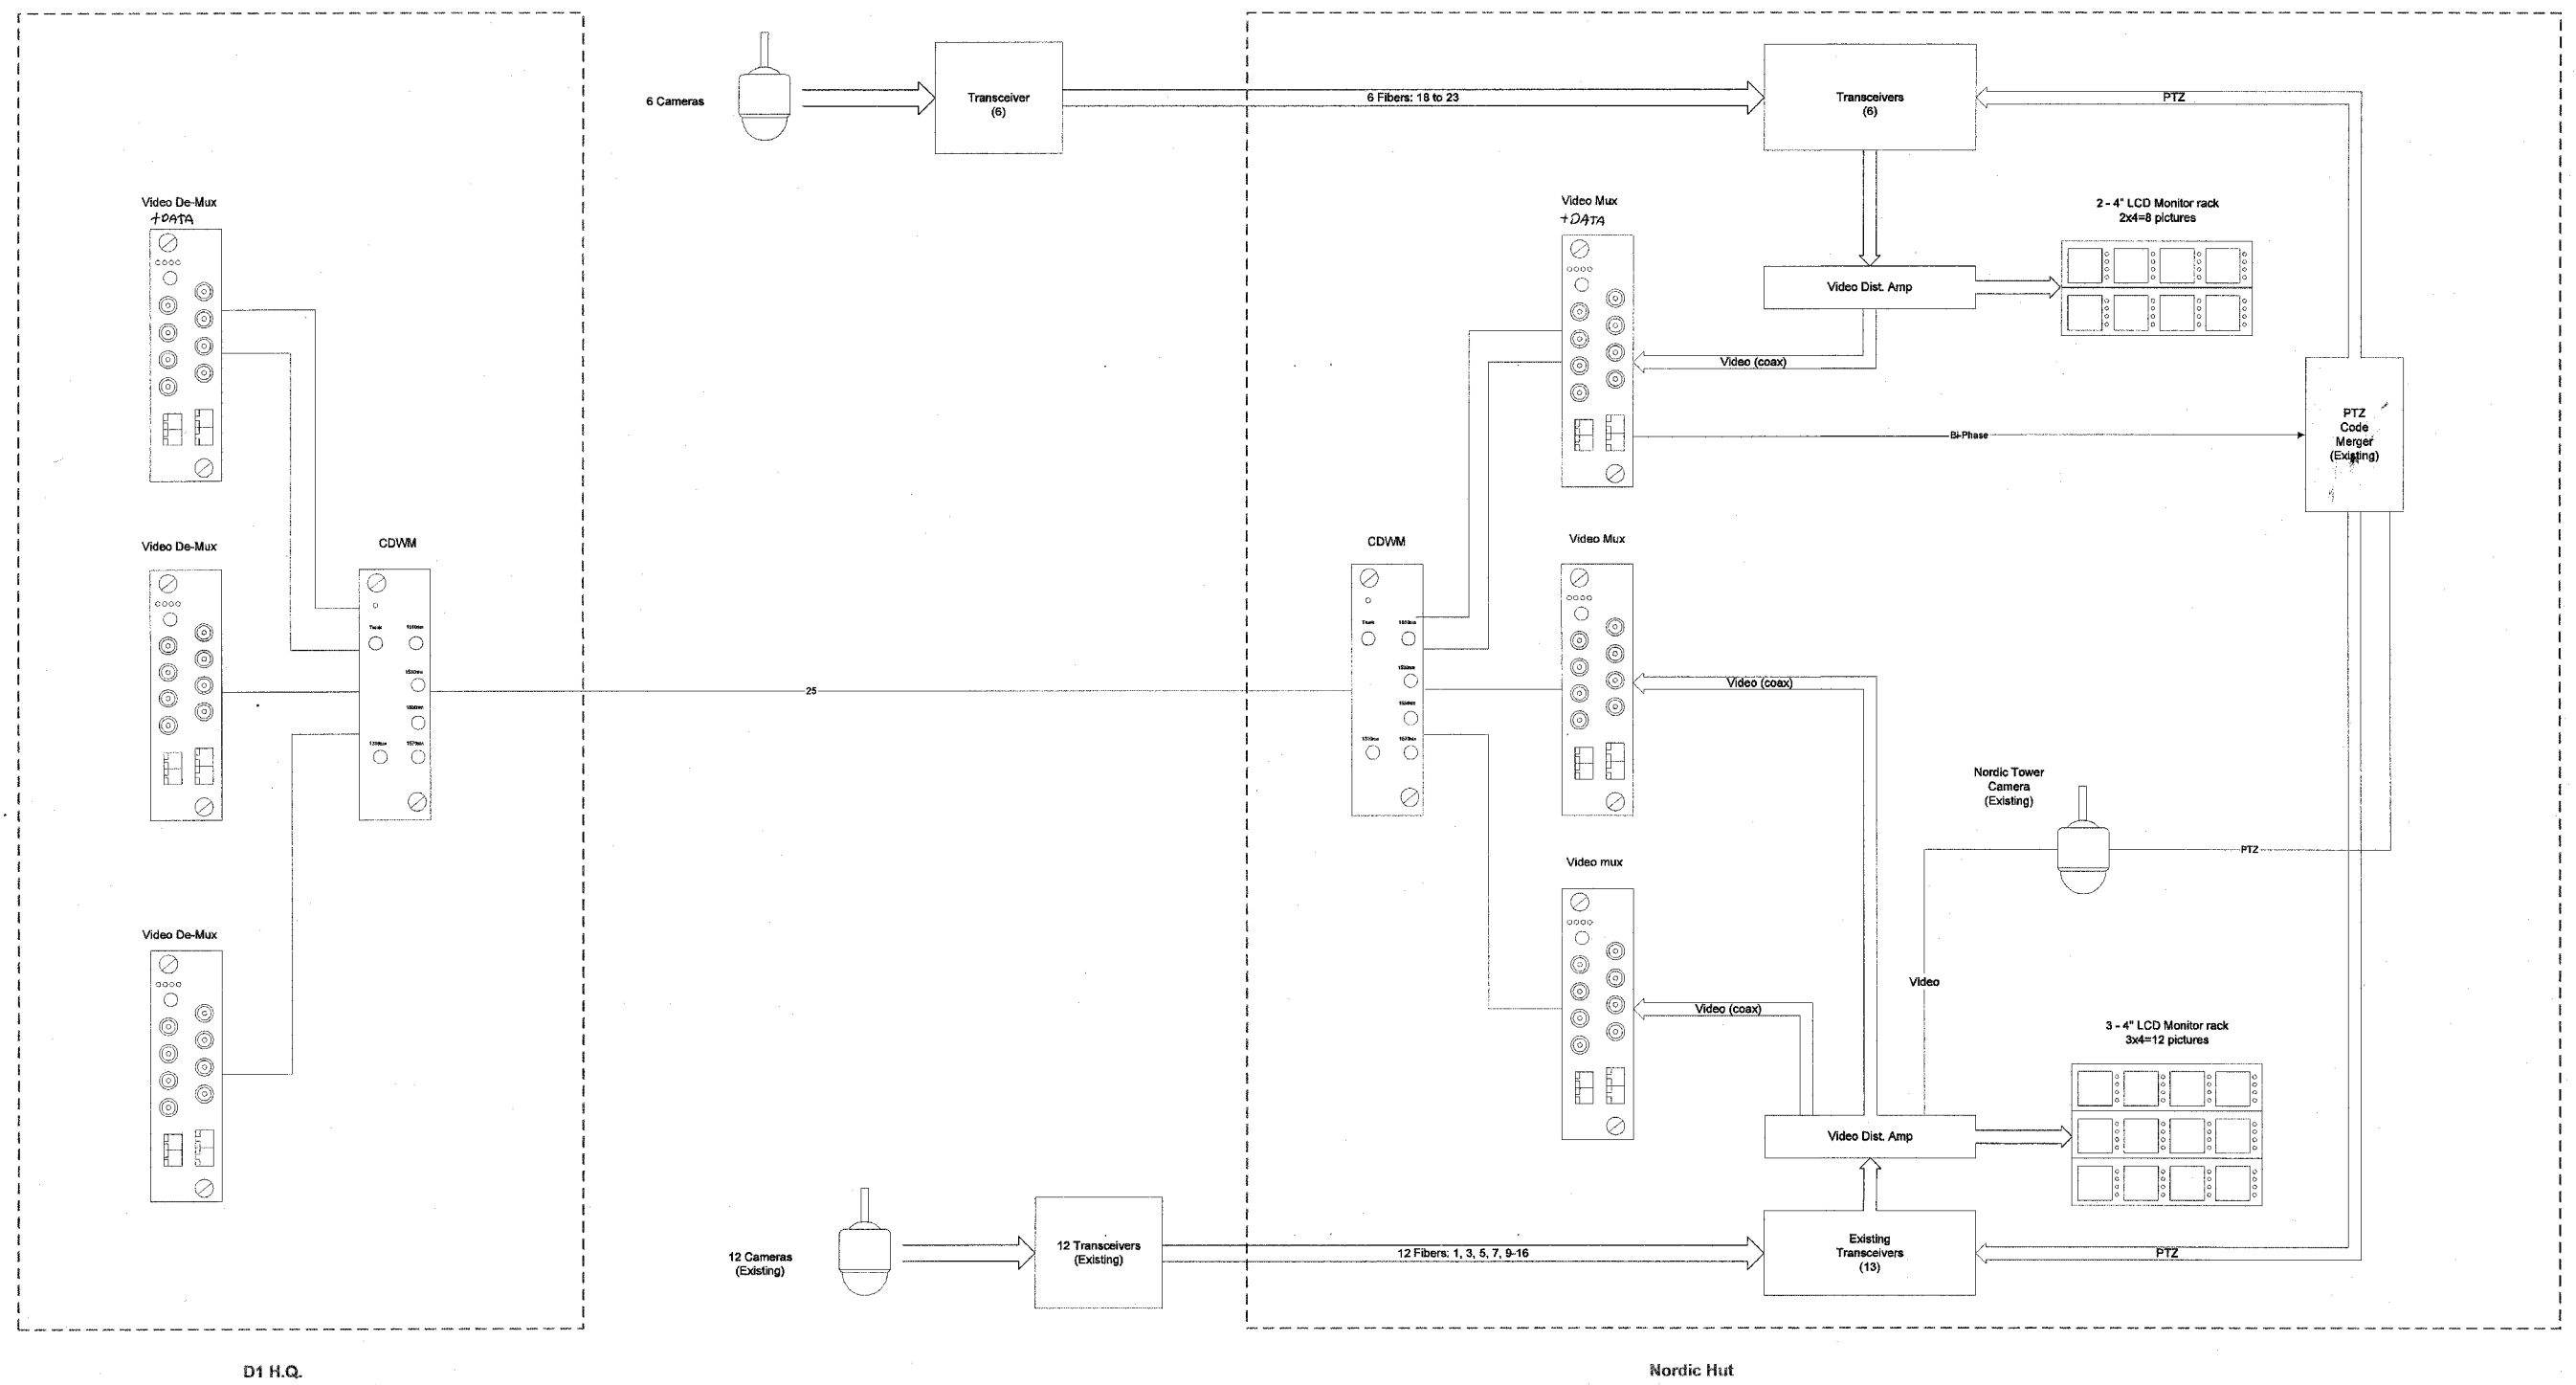 6 Cameras
Transceiver
(6)
6 Fibers: 18 to 23
Transceivers
(6)
PTZ
Video De-Mux
+DATA
Video Mux
+DATA
2 - 4" LCD Monitor rack
2x4=8 pictures
Video Dist. Amp
Video (coax)
Bi-Phase
PTZ
Code
Merger
(Existing)
Video De-Mux
CDWM
Trunk
25
CDWM
Trunk
Video Mux
Video (coax)
Nordic Tower
Camera
(Existing)
PTZ
Video mux
Video De-Mux
Video
Video (coax)
3 - 4" LCD Monitor rack
3x4=12 pictures
Video Dist. Amp
12 Cameras
(Existing)
12 Transceivers
(Existing)
12 Fibers: 1, 3, 5, 7, 9-16
Existing
Transceivers
(13)
PTZ
D1 H.Q.
Nordic Hut